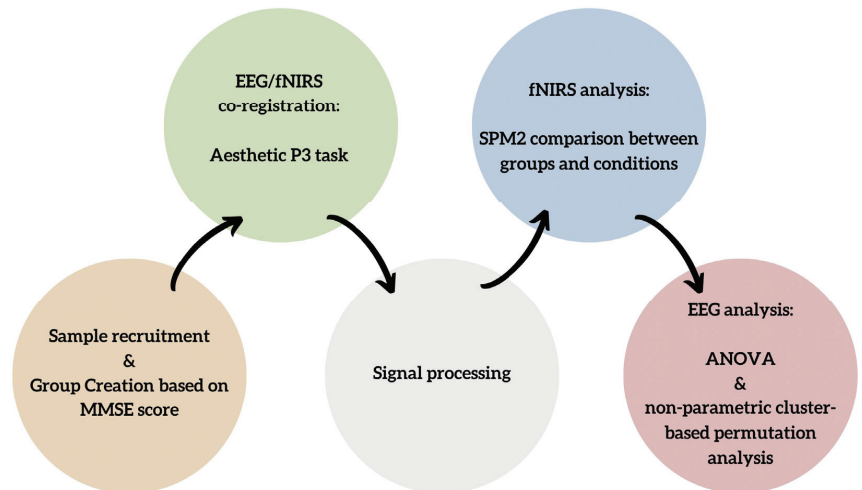 Sample recruitment
&
Group Creation based on
MMSE score
EEG/fNIRS
co-registration:
Aesthetic P3 task
Signal processing
fNIRS analysis:
SPM2 comparison between
groups and conditions
EEG analysis:
ANOVA
&
non-parametric cluster-
based permutation
analysis